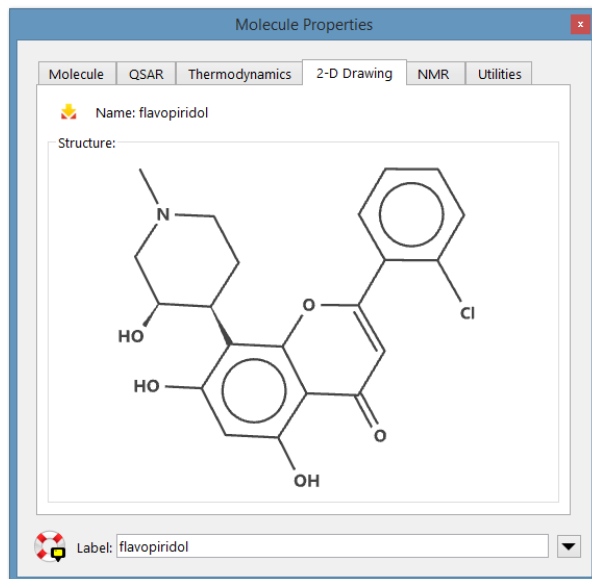 Molecule Properties
x
Molecule QSAR Thermodynamics 2-D Drawing NMR Utilities
Name: flavopiridol
Structure:
N
O
Cl
HO
HO
O
OH
Label: flavopiridol